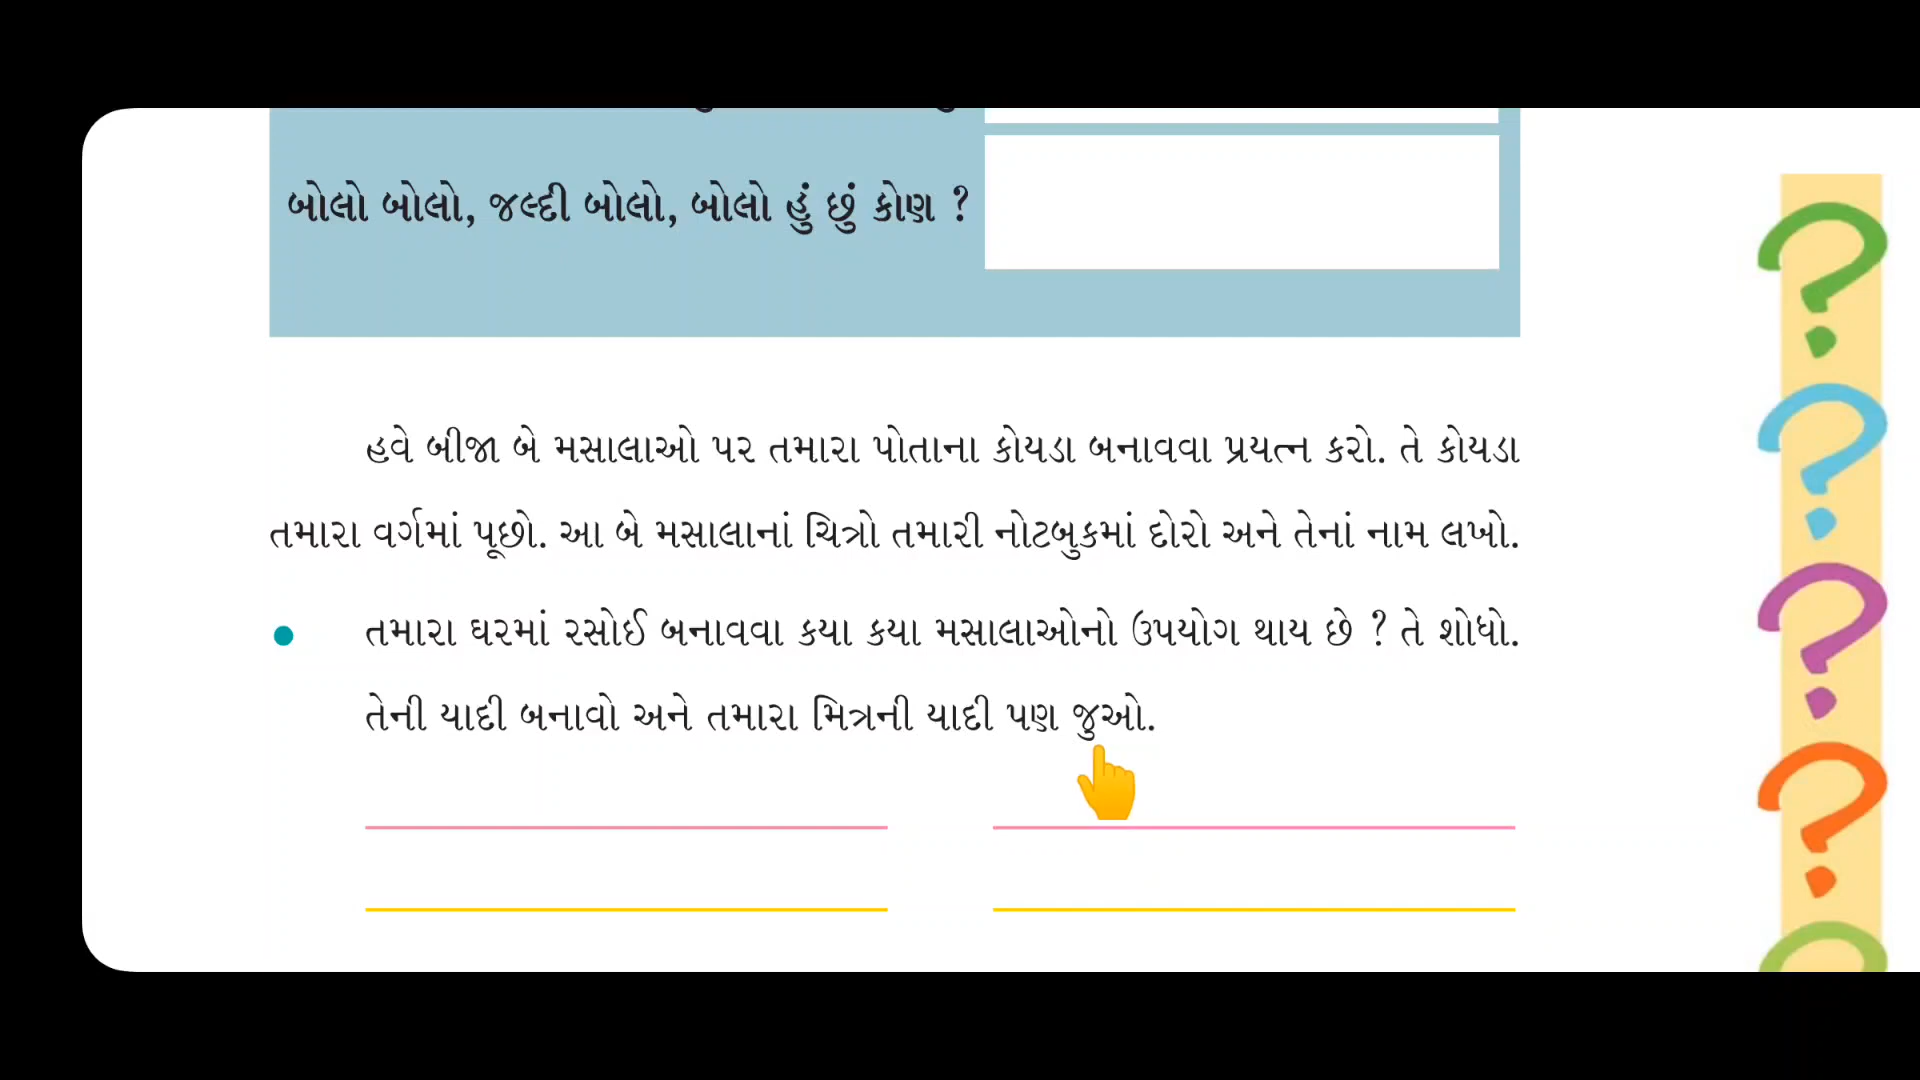 બોલો બોલો, જલ્દી બોલો, બોલો હું છું કોણ ?
હવે બીજા બે મસાલાઓ પર તમારા પોતાના કોયડા બનાવવા પ્રયત્ન કરો. તે કોયડા
તમારા વર્ગમાં પૂછો. આ બે મસાલાનાં ચિત્રો તમારી નોટબુકમાં દોરો અને તેનાં નામ લખો.
તમારા ઘરમાં રસોઈ બનાવવા કયા કયા મસાલાઓનો ઉપયોગ થાય છે ? તે શોધો.
તેની યાદી બનાવો અને તમારા મિત્રની યાદી પણ જુઓ.